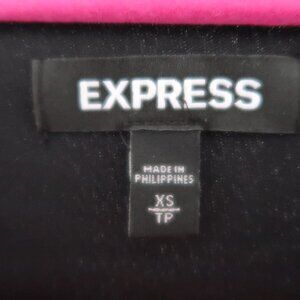 EXPRESS
MADE IN
PHILIPPINES
XS
TP